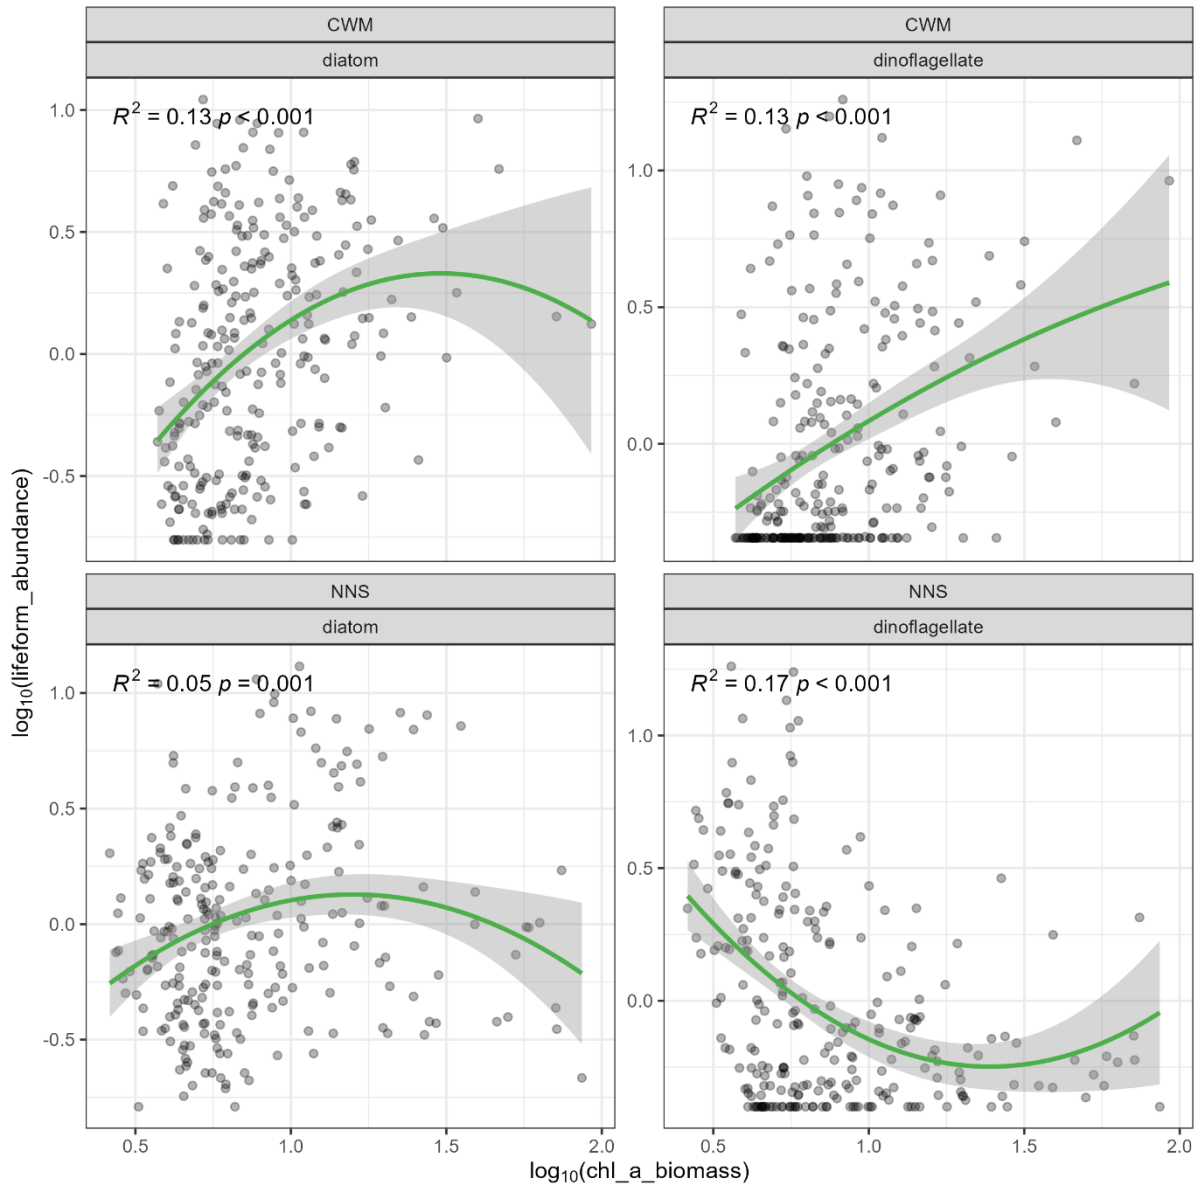 CWM
diatom
CWM
dinoflagellate
R² = 0.13 p < 0.001
R² = 0.13 p < 0.001
1.0
0.5
0.0
-0.5
1.0
0.5
0.0
NNS
diatom
NNS
dinoflagellate
R² = 0.05 p = 0.001
R² = 0.17 p < 0.001
1.0
0.5
0.0
-0.5
1.0
0.5
0.0
0.5 1.0 1.5 2.0
0.5 1.0 1.5 2.0
log₁₀(lifeform_abundance)
log₁₀(chl_a_biomass)